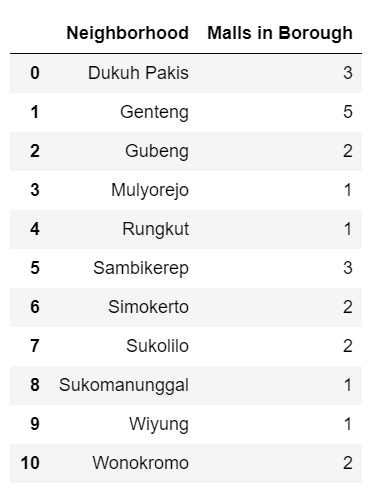 Neighborhood Malls in Borough
0 Dukuh Pakis 3
1 Genteng 5
2 Gubeng 2
3 Mulyorejo 1
4 Rungkut 1
5 Sambikerep 3
6 Simokerto 2
7 Sukolilo 2
8 Sukomanunggal 1
9 Wiyung 1
10 Wonokromo 2